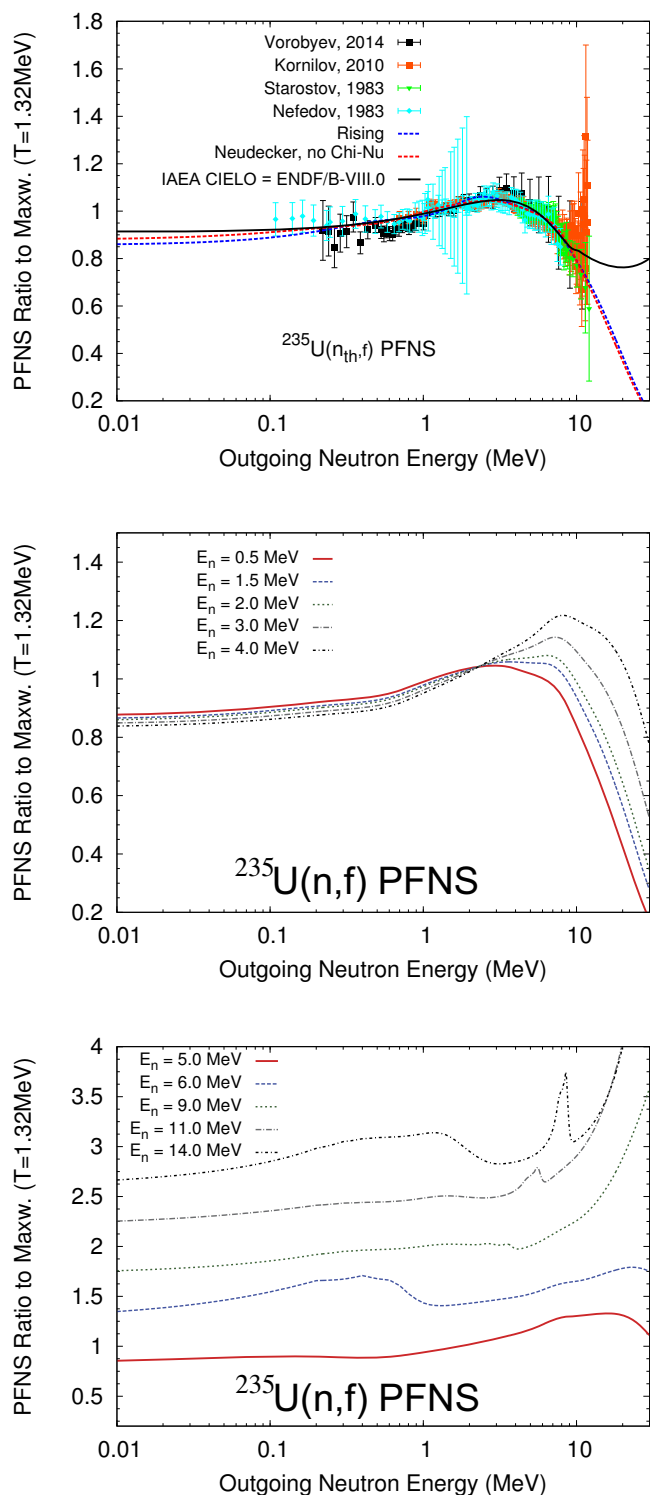 PFNS Ratio to Maxw. (T=1.32MeV)
1.8
1.6
1.4
1.2
1
0.8
0.6
0.4
0.2
Vorobyev, 2014
Kornilov, 2010
Starostov, 1983
Nefedov, 1983
Rising
Neudecker, no Chi-Nu
IAEA CIELO = ENDF/B-VIII.0
235U(nth,f) PFNS
0.01 0.1 1 10
Outgoing Neutron Energy (MeV)
PFNS Ratio to Maxw. (T=1.32MeV)
1.4
1.2
1
0.8
0.6
0.4
0.2
En = 0.5 MeV
En = 1.5 MeV
En = 2.0 MeV
En = 3.0 MeV
En = 4.0 MeV
235U(n,f) PFNS
0.01 0.1 1 10
Outgoing Neutron Energy (MeV)
PFNS Ratio to Maxw. (T=1.32MeV)
4
3.5
3
2.5
2
1.5
1
0.5
En = 5.0 MeV
En = 6.0 MeV
En = 9.0 MeV
En = 11.0 MeV
En = 14.0 MeV
235U(n,f) PFNS
0.01 0.1 1 10
Outgoing Neutron Energy (MeV)